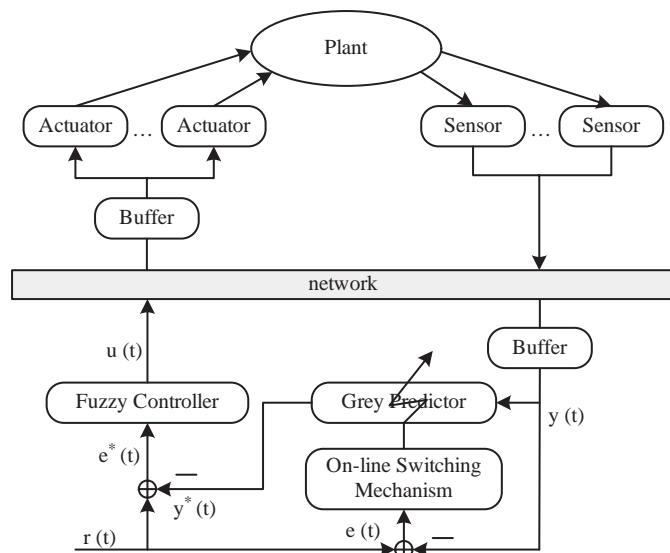 Plant
Actuator ... Actuator
Sensor ... Sensor
Buffer
network
Buffer
u (t)
Fuzzy Controller
Grey Predictor
y (t)
e* (t)
On-line Switching
Mechanism
y* (t)
r (t)
e (t)